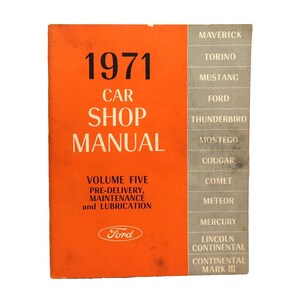 1971
CAR
SHOP
MANUAL
VOLUME FIVE
PRE-DELIVERY,
MAINTENANCE
and LUBRICATION
Ford
MAVERICK
TORINO
MUSTANG
FORD
THUNDERBIRD
MONTEGO
COUGAR
COMET
METEOR
MERCURY
LINCOLN
CONTINENTAL
CONTINENTAL
MARK III